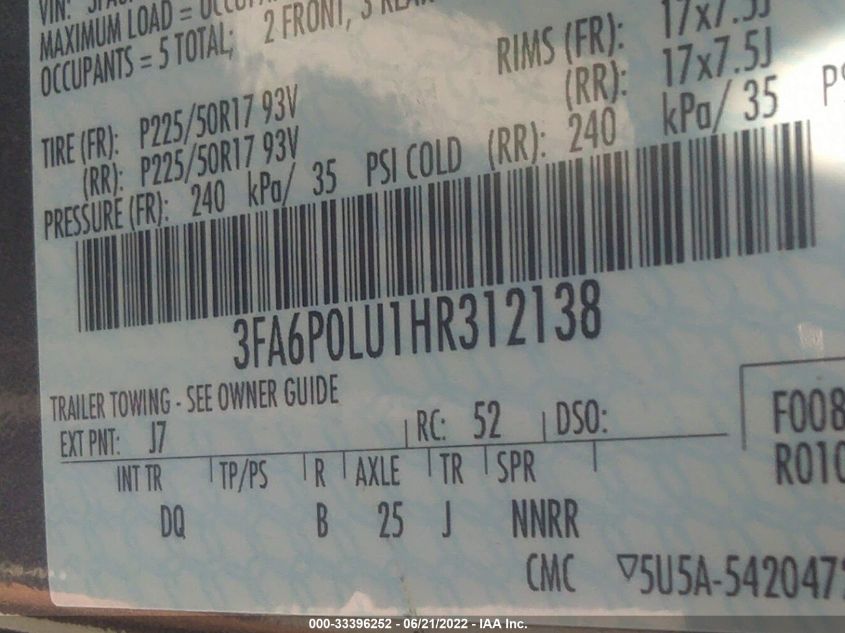 VIN:
MAXIMUM LOAD = OCCUPANTS
OCCUPANTS = 5 TOTAL; 2 FRONT, 3 REAR
RIMS (FR): 17x7.5J
(RR): 17x7.5J
TIRE (FR): P225/50R17 93V
(RR): P225/50R17 93V
PRESSURE (FR): 240 kPa/ 35 PSI COLD (RR): 240 kPa/ 35
3FA6P0LU1HR312138
TRAILER TOWING - SEE OWNER GUIDE
EXT PNT: J7 RC: 52 DSO:
F008
R010
INT TR TP/PS R AXLE TR SPR
DQ B 25 J NNRR
CMC ▽5U5A-5420472
000-33396252 - 06/21/2022 - IAA Inc.